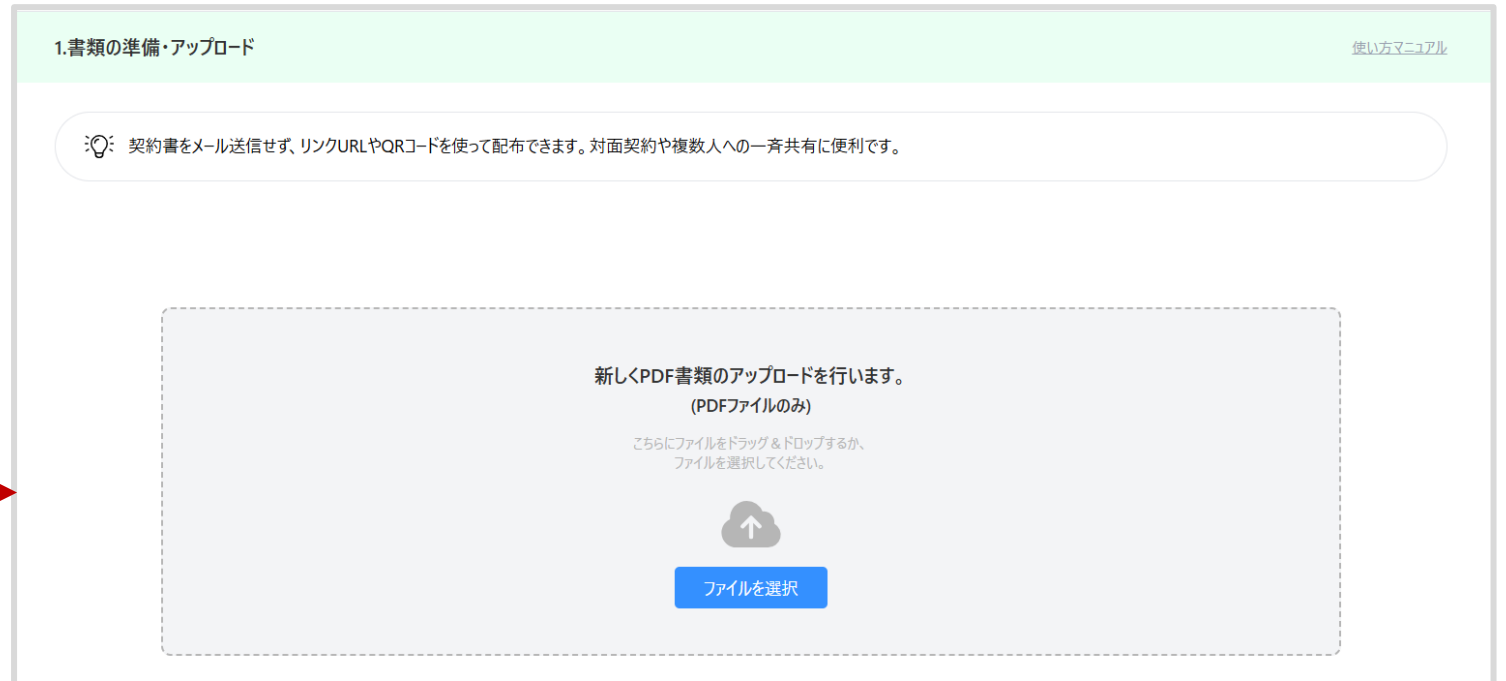 1.書類の準備・アップロード
使い方マニュアル
契約書をメール送信せず、リンクURLやQRコードを使って配布できます。対面契約や複数人への一斉共有に便利です。
新しくPDF書類のアップロードを行います。
(PDFファイルのみ)
こちらにファイルをドラッグ＆ドロップするか、
ファイルを選択してください。
ファイルを選択